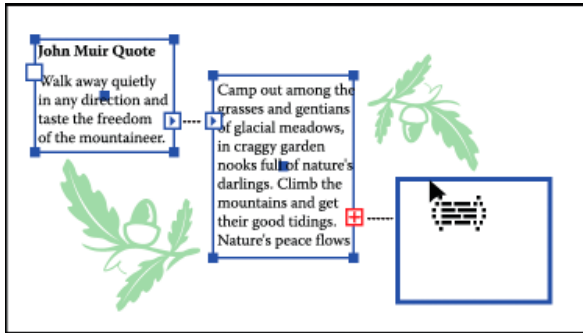 John Muir Quote
Walk away quietly
in any direction and
taste the freedom
of the mountaineer.
Camp out among the
grasses and gentians
of glacial meadows,
in craggy garden
nooks full of nature's
darlings. Climb the
mountains and get
their good tidings.
Nature's peace flows